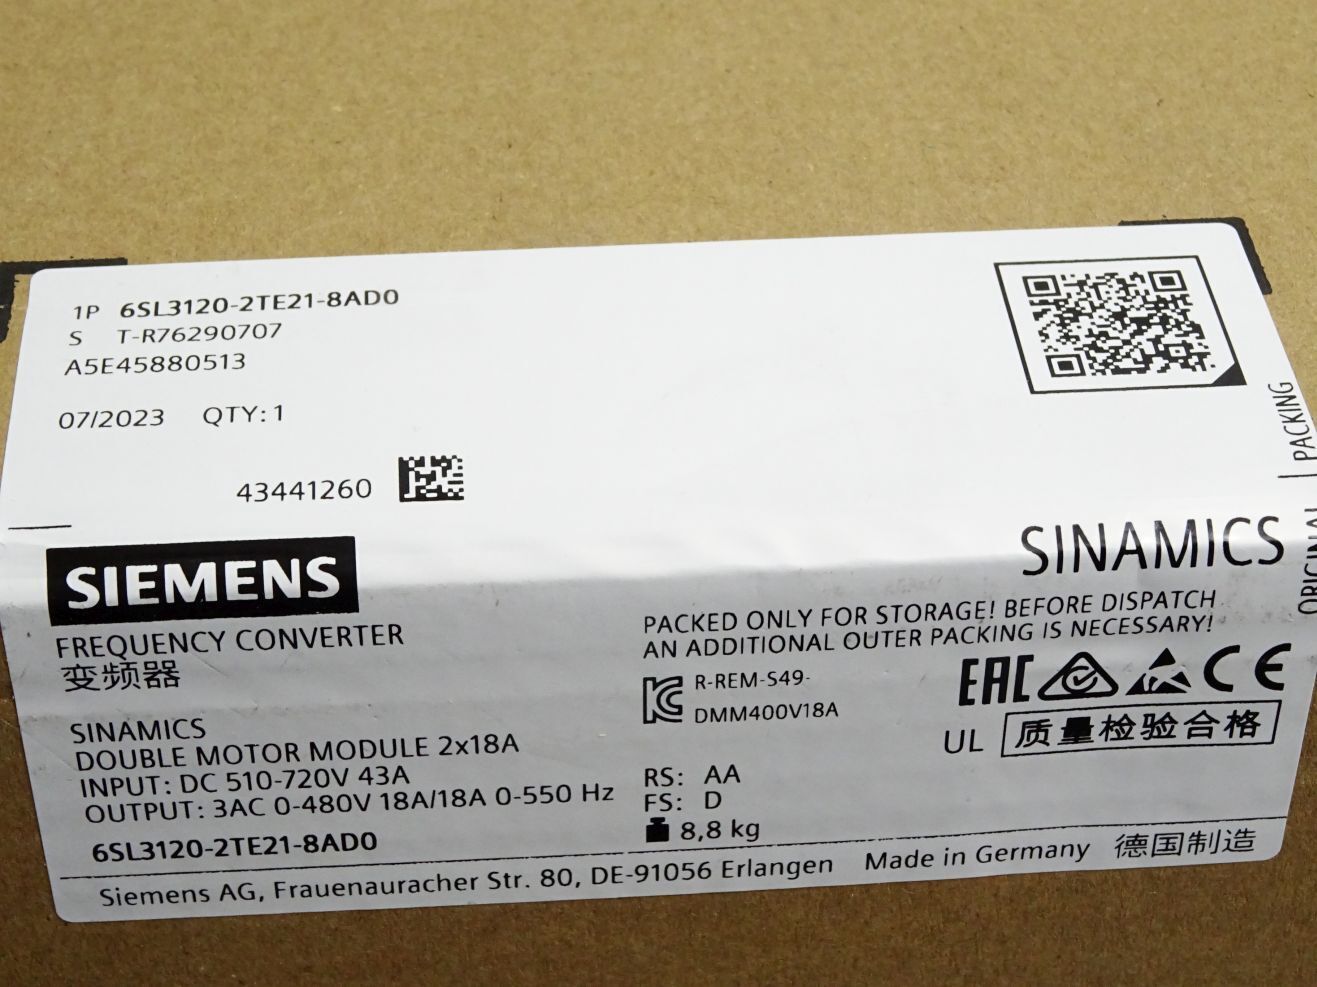 1P 6SL3120-2TE21-8AD0
S T-R76290707
A5E45880513
07/2023 QTY:1
43441260
ORIGINAL PACKING
SIEMENS
SINAMICS
FREQUENCY CONVERTER
变频器
PACKED ONLY FOR STORAGE! BEFORE DISPATCH
AN ADDITIONAL OUTER PACKING IS NECESSARY!
R-REM-S49-
DMM400V18A
EAC CE
UL 质量检验合格
SINAMICS
DOUBLE MOTOR MODULE 2x18A
INPUT: DC 510-720V 43A
OUTPUT: 3AC 0-480V 18A/18A 0-550 Hz
6SL3120-2TE21-8AD0
RS: AA
FS: D
8,8 kg
Siemens AG, Frauenauracher Str. 80, DE-91056 Erlangen Made in Germany 德国制造